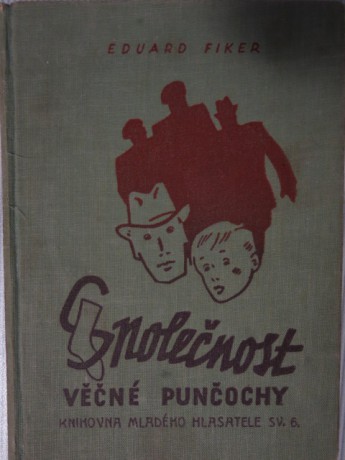 EDUARD FIKER
Společnost
VĚČNÉ PUNČOCHY
KNIHOVNA MLADÉHO HLASATELE SV. 6.